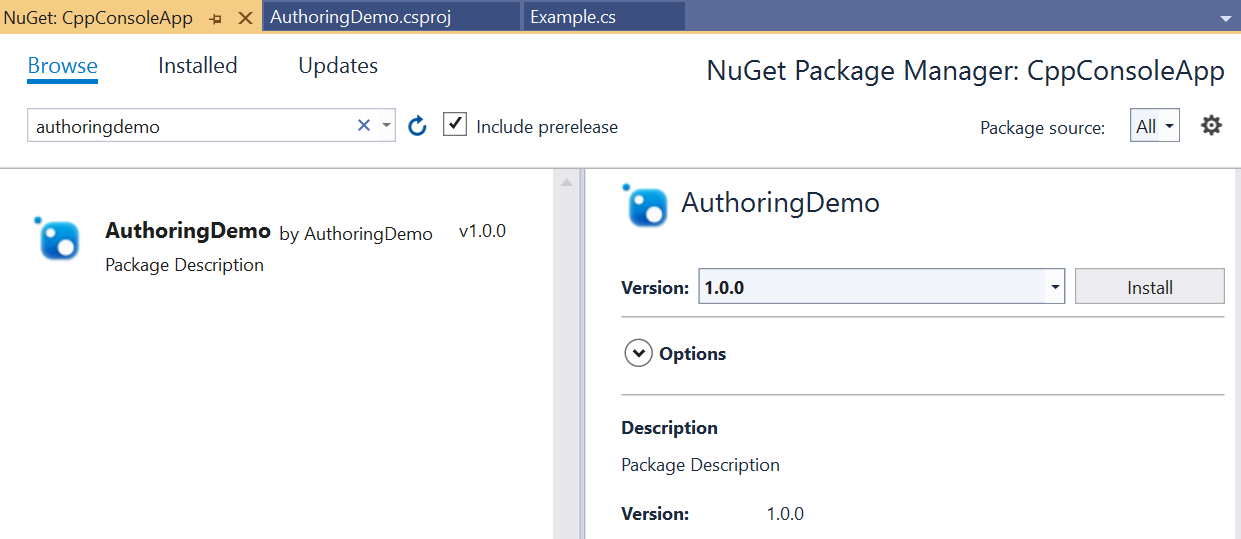 NuGet: CppConsoleApp
AuthoringDemo.csproj
Example.cs
Browse
Installed
Updates
NuGet Package Manager: CppConsoleApp
authoringdemo
Include prerelease
Package source:
All
AuthoringDemo by AuthoringDemo
v1.0.0
Package Description
AuthoringDemo
Version:
1.0.0
Install
Options
Description
Package Description
Version:
1.0.0